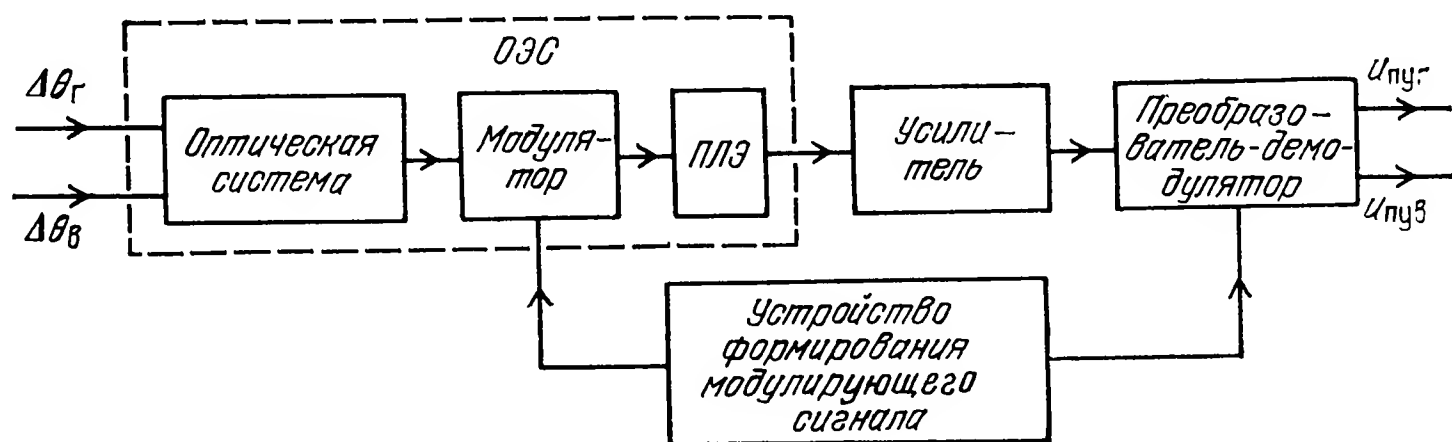 ОЭС
Δθг
Δθв
Оптическая
система
Модуля-
тор
ПЛЭ
Усили-
тель
Преобразо-
ватель-демо-
дулятор
uпуг
uпув
Устройство
формирования
модулирующего
сигнала